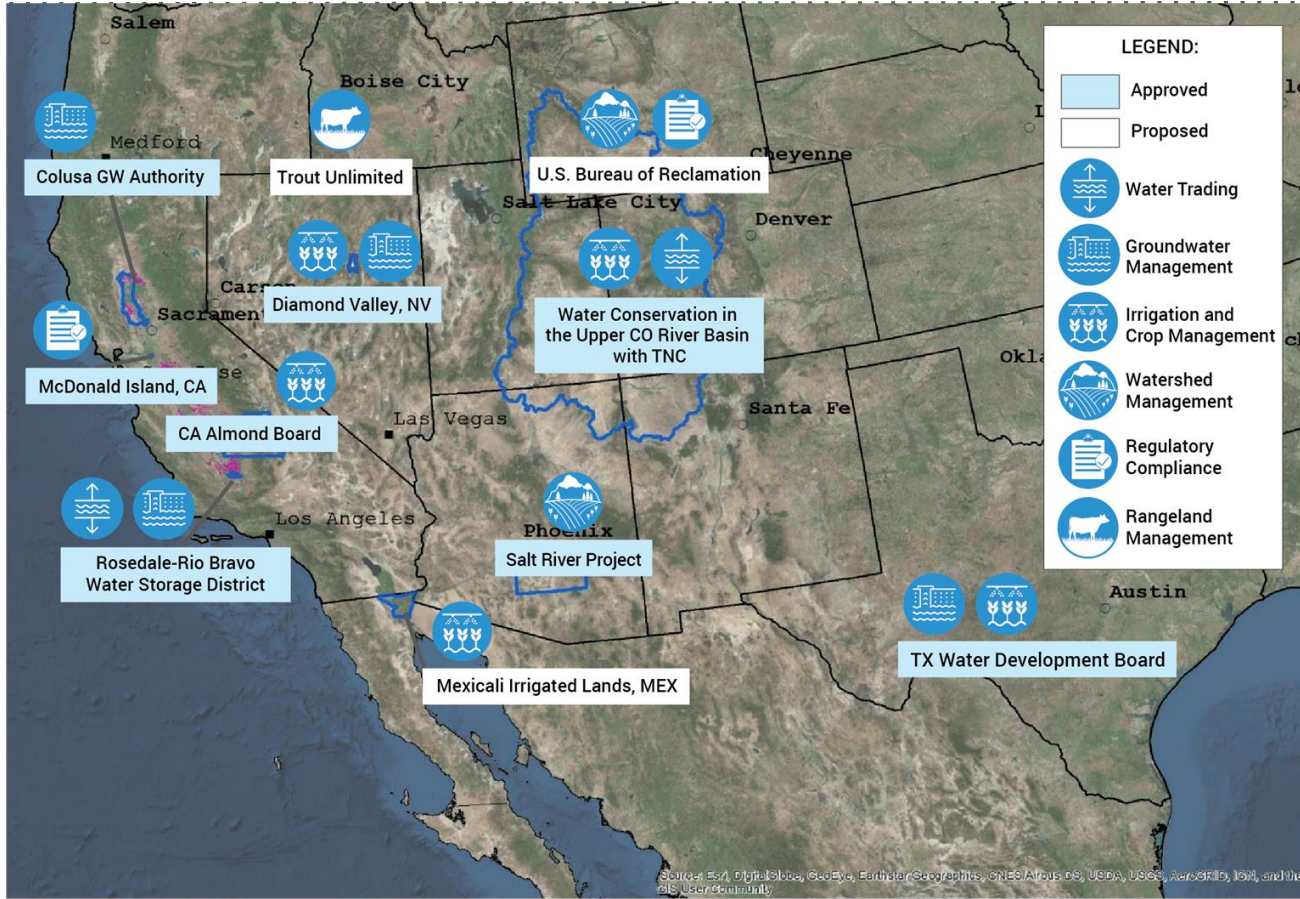 Salem
Boise City
Medford
Colusa GW Authority
Trout Unlimited
U.S. Bureau of Reclamation
Cheyenne
Salt Lake City
Denver
Diamond Valley, NV
Water Conservation in
the Upper CO River Basin
with TNC
McDonald Island, CA
CA Almond Board
Las Vegas
Santa Fe
Los Angeles
Rosedale-Rio Bravo
Water Storage District
Phoenix
Salt River Project
Mexicali Irrigated Lands, MEX
Austin
TX Water Development Board
LEGEND:
Approved
Proposed
Water Trading
Groundwater
Management
Irrigation and
Crop Management
Watershed
Management
Regulatory
Compliance
Rangeland
Management
Source: Esri, DigitalGlobe, GeoEye, Earthstar Geographics, CNES/Airbus DS, USDA, USGS, AeroGRID, IGN, and the
GIS User Community